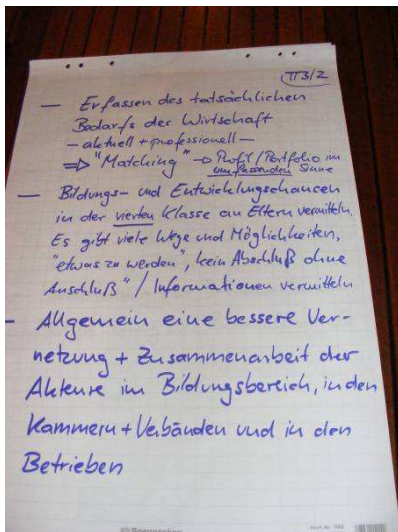 TT3/2
– Erfassen des tatsächlichen
Bedarfs der Wirtschaft
– aktuell + professionell –
⇒ "Matching" → Profil/Portfolio im
umfassenden Sinne
– Bildungs- und Entwicklungschancen
in der vierten Klasse an Eltern vermitteln.
Es gibt viele Wege und Möglichkeiten,
"etwas zu werden", kein Abschluß ohne
Anschluß" / Informationen vermitteln
– Allgemein eine bessere Ver-
netzung + Zusammenarbeit der
Akteure im Bildungsbereich, in den
Kammern + Verbänden und in den
Betrieben